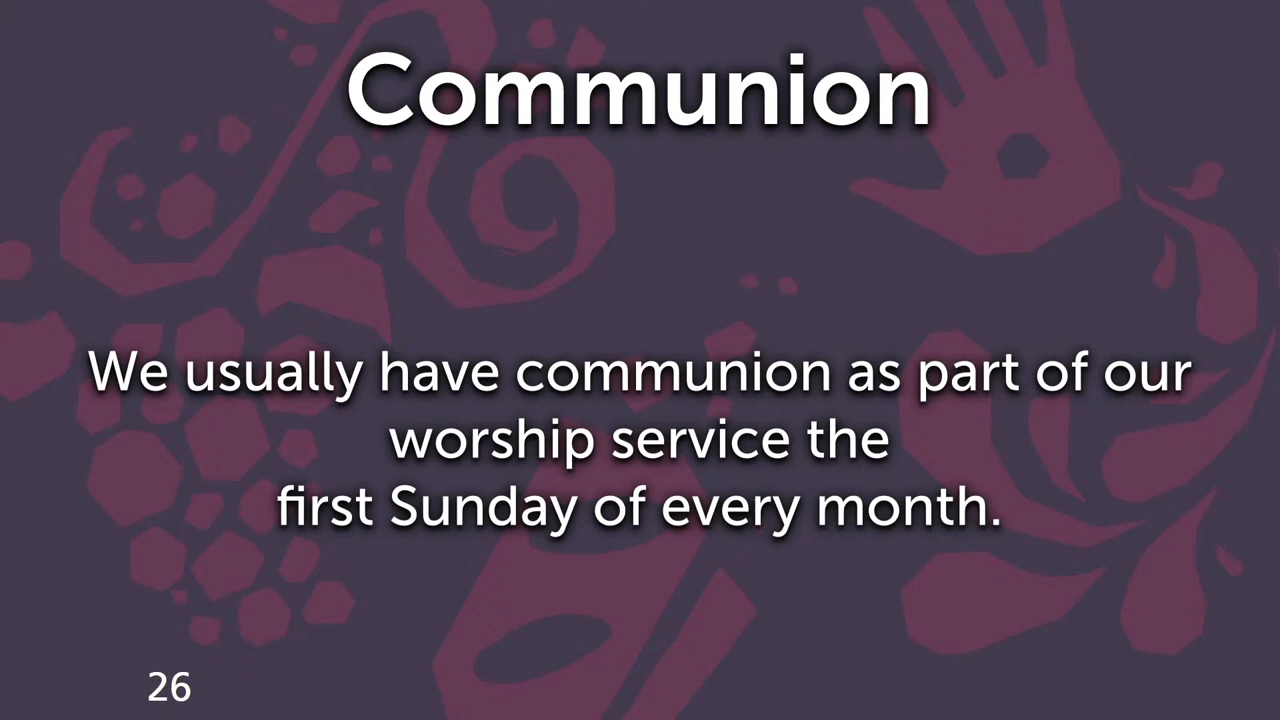 Communion
We usually have communion as part of our
worship service the
first Sunday of every month.
26